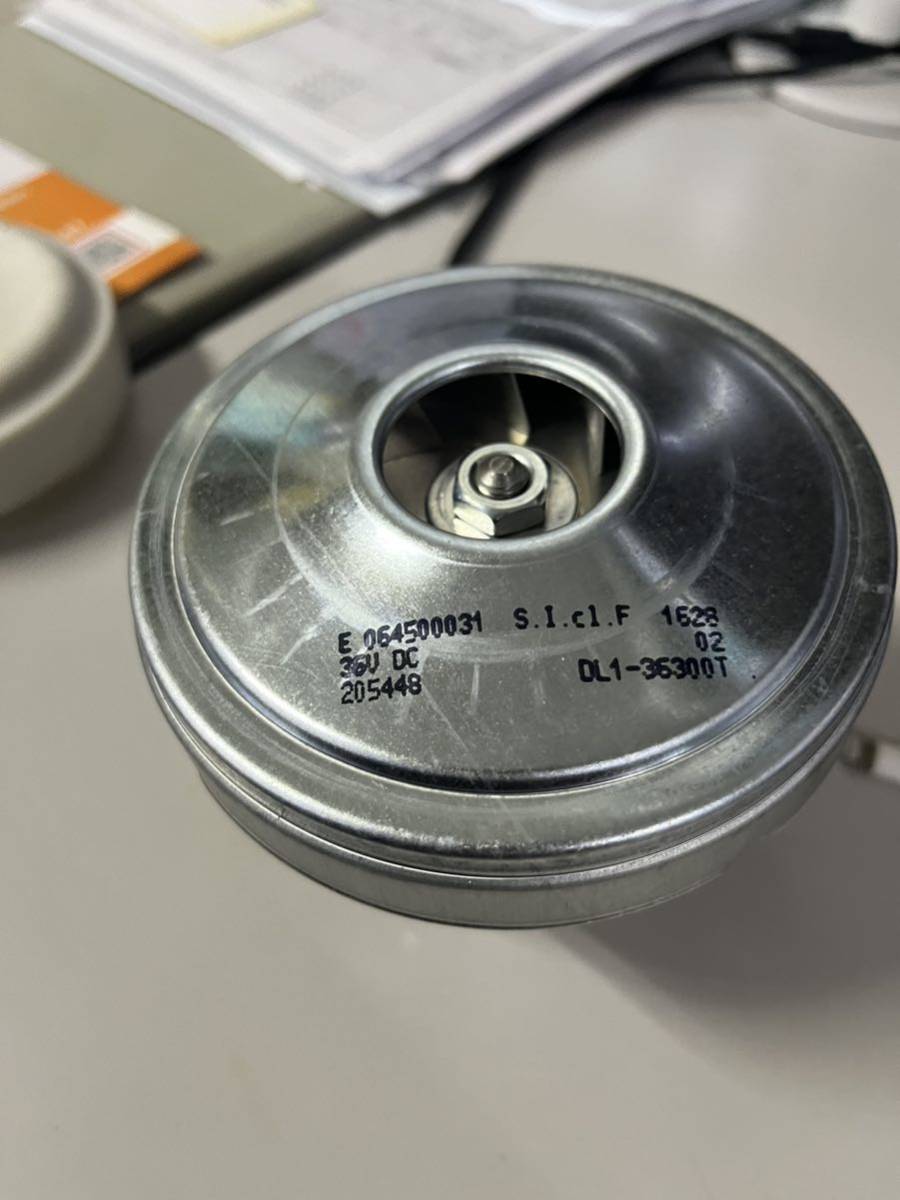 E 064500031 S.I.cl.F 1628
02
36V DC DL1-36300T
205448